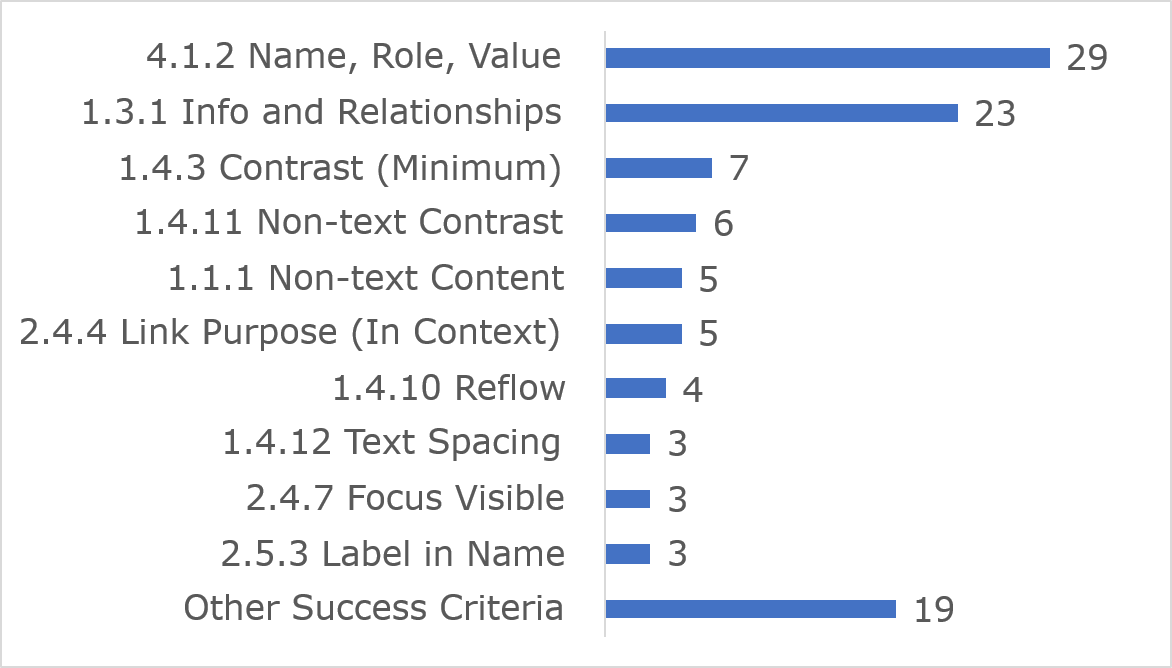 4.1.2 Name, Role, Value 29
1.3.1 Info and Relationships 23
1.4.3 Contrast (Minimum) 7
1.4.11 Non-text Contrast 6
1.1.1 Non-text Content 5
2.4.4 Link Purpose (In Context) 5
1.4.10 Reflow 4
1.4.12 Text Spacing 3
2.4.7 Focus Visible 3
2.5.3 Label in Name 3
Other Success Criteria 19